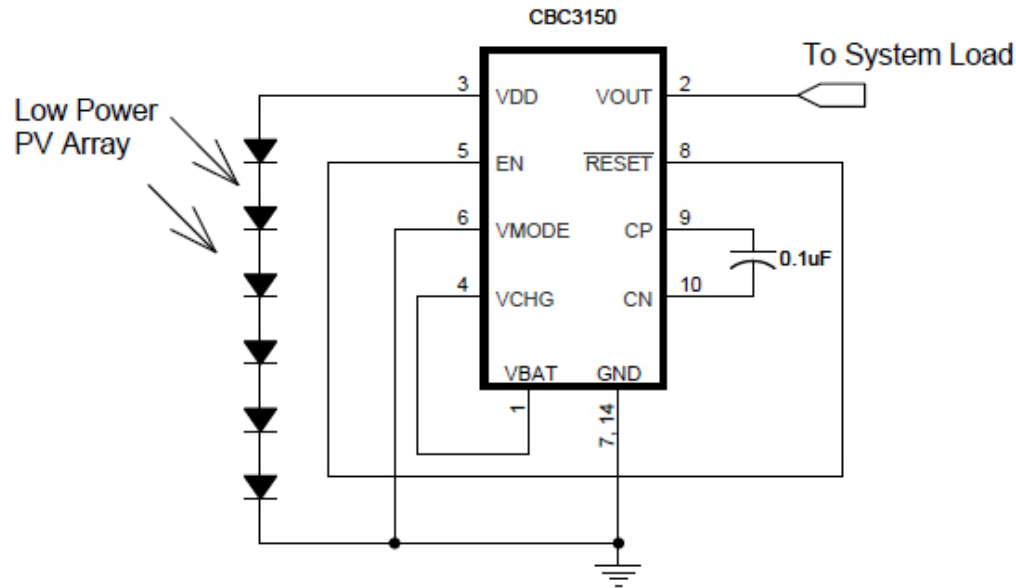 CBC3150
To System Load
Low Power
PV Array
3 VDD VOUT 2
5 EN RESET 8
6 VMODE CP 9
0.1uF
4 VCHG CN 10
VBAT GND
1 7, 14